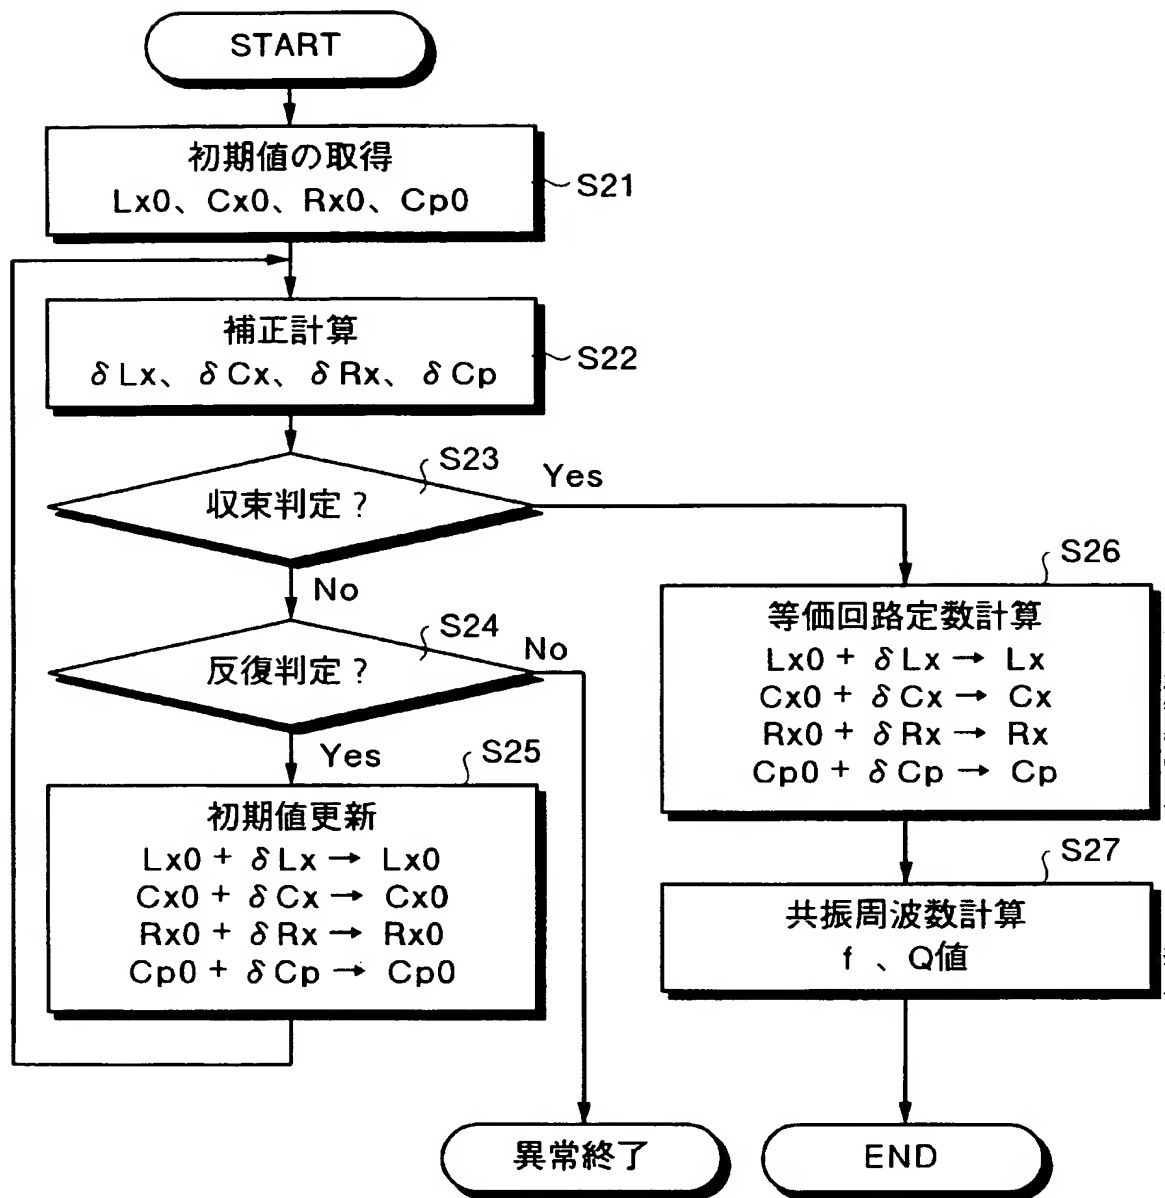 START
初期値の取得
Lx0、Cx0、Rx0、Cp0
S21
補正計算
δLx、δCx、δRx、δCp
S22
収束判定？
S23
Yes
No
反復判定？
S24
No
Yes
初期値更新
S25
Lx0 + δLx → Lx0
Cx0 + δCx → Cx0
Rx0 + δRx → Rx0
Cp0 + δCp → Cp0
異常終了
等価回路定数計算
S26
Lx0 + δLx → Lx
Cx0 + δCx → Cx
Rx0 + δRx → Rx
Cp0 + δCp → Cp
共振周波数計算
S27
f 、Q値
END